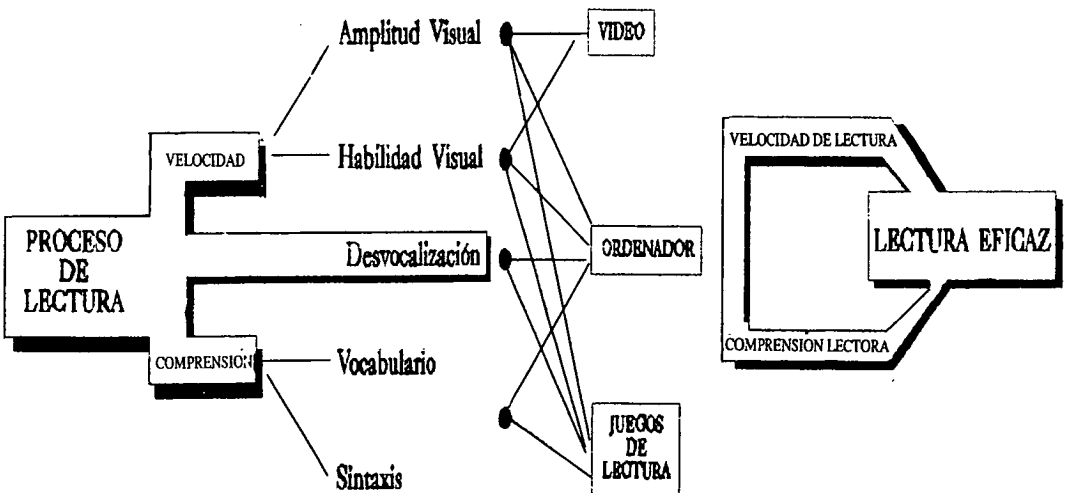 Amplitud Visual
VIDEO
VELOCIDAD
Habilidad Visual
VELOCIDAD DE LECTURA
PROCESO
DE
LECTURA
Desvocalización
ORDENADOR
LECTURA EFICAZ
COMPRENSION
Vocabulario
COMPRENSION LECTORA
JUEGOS
DE
LECTURA
Sintaxis